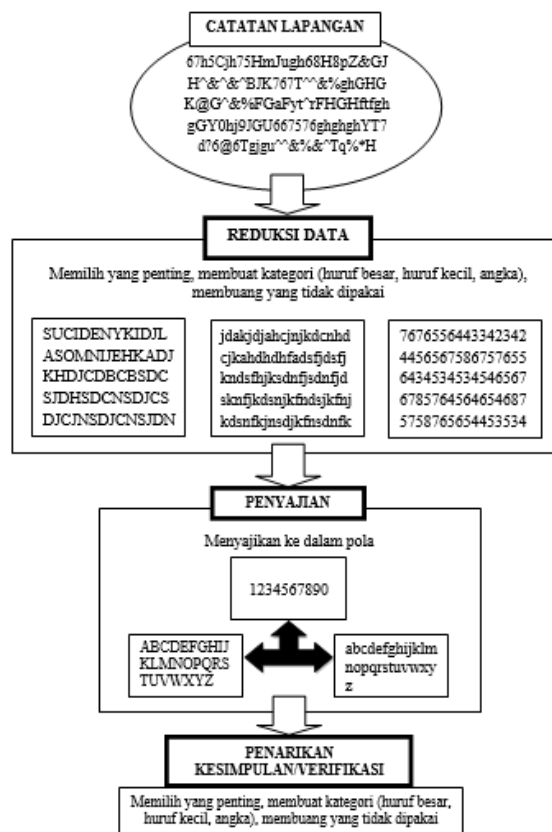 CATATAN LAPANGAN
67h5Cjh75HmJugh68H8pZ&GJ
H^&^&^BJK767T^^&%ghGHG
K@G^&%FGaFyt^rFHGHftfgh
gGY0hj9JGU667576ghghghYT7
d?6@6Tgjgu^^&%&^Tq%*H
REDUKSI DATA
Memilih yang penting, membuat kategori (huruf besar, huruf kecil, angka),
membuang yang tidak dipakai
SUCIDENYKIDJL
ASOMNIJEHKADJ
KHDJCDBCBSDC
SJDHSDCNSDJCS
DJCJNSDJCNSJDN
jdakjdjahcjnjkdcnhd
cjkahdhdhfadsfjdsfj
kndsfhjksdnfjsdnfjd
sknfjkdsnjkfndsjkfnj
kdsnfkjnsdjkfnsdnfk
7676556443342342
4456567586757655
6434534534546567
6785764564654687
5758765654453534
PENYAJIAN
Menyajikan ke dalam pola
1234567890
ABCDEFGHIJ
KLMNOPQRS
TUVWXYZ
abcdefghijklm
nopqrstuvwxy
z
PENARIKAN
KESIMPULAN/VERIFIKASI
Memilih yang penting, membuat kategori (huruf besar,
huruf kecil, angka), membuang yang tidak dipakai